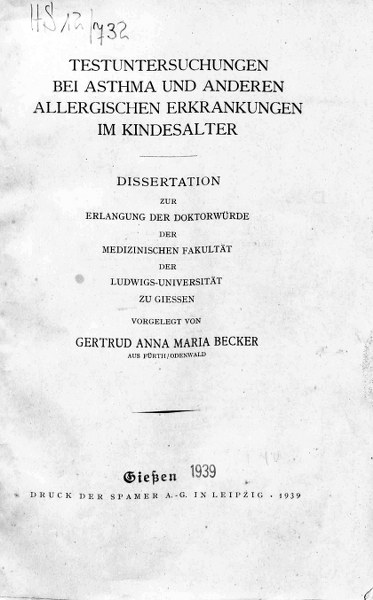 HS 12/732
TESTUNTERSUCHUNGEN
BEI ASTHMA UND ANDEREN
ALLERGISCHEN ERKRANKUNGEN
IM KINDESALTER
DISSERTATION
ZUR
ERLANGUNG DER DOKTORWÜRDE
DER
MEDIZINISCHEN FAKULTÄT
DER
LUDWIGS-UNIVERSITÄT
ZU GIESSEN
VORGELEGT VON
GERTRUD ANNA MARIA BECKER
AUS FÜRTH/ODENWALD
Gießen 1939
DRUCK DER SPAMER A.-G. IN LEIPZIG · 1939